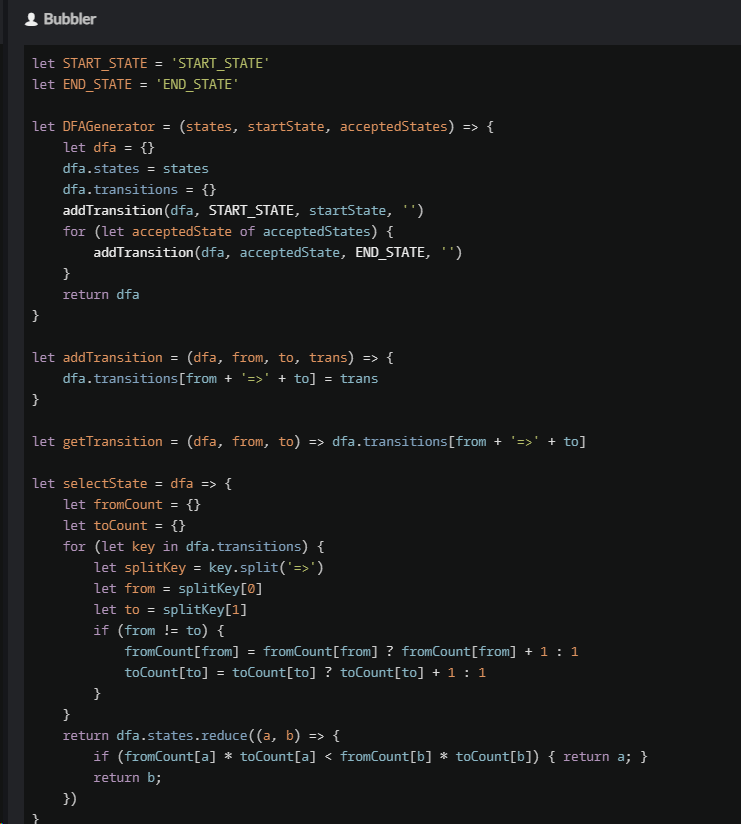 Bubbler
let START_STATE = 'START_STATE'
let END_STATE = 'END_STATE'

let DFAGenerator = (states, startState, acceptedStates) => {
    let dfa = {}
    dfa.states = states
    dfa.transitions = {}
    addTransition(dfa, START_STATE, startState, '')
    for (let acceptedState of acceptedStates) {
        addTransition(dfa, acceptedState, END_STATE, '')
    }
    return dfa
}

let addTransition = (dfa, from, to, trans) => {
    dfa.transitions[from + '=>' + to] = trans
}

let getTransition = (dfa, from, to) => dfa.transitions[from + '=>' + to]

let selectState = dfa => {
    let fromCount = {}
    let toCount = {}
    for (let key in dfa.transitions) {
        let splitKey = key.split('=>')
        let from = splitKey[0]
        let to = splitKey[1]
        if (from != to) {
            fromCount[from] = fromCount[from] ? fromCount[from] + 1 : 1
            toCount[to] = toCount[to] ? toCount[to] + 1 : 1
        }
    }
    return dfa.states.reduce((a, b) => {
        if (fromCount[a] * toCount[a] < fromCount[b] * toCount[b]) { return a; }
        return b;
    })
}